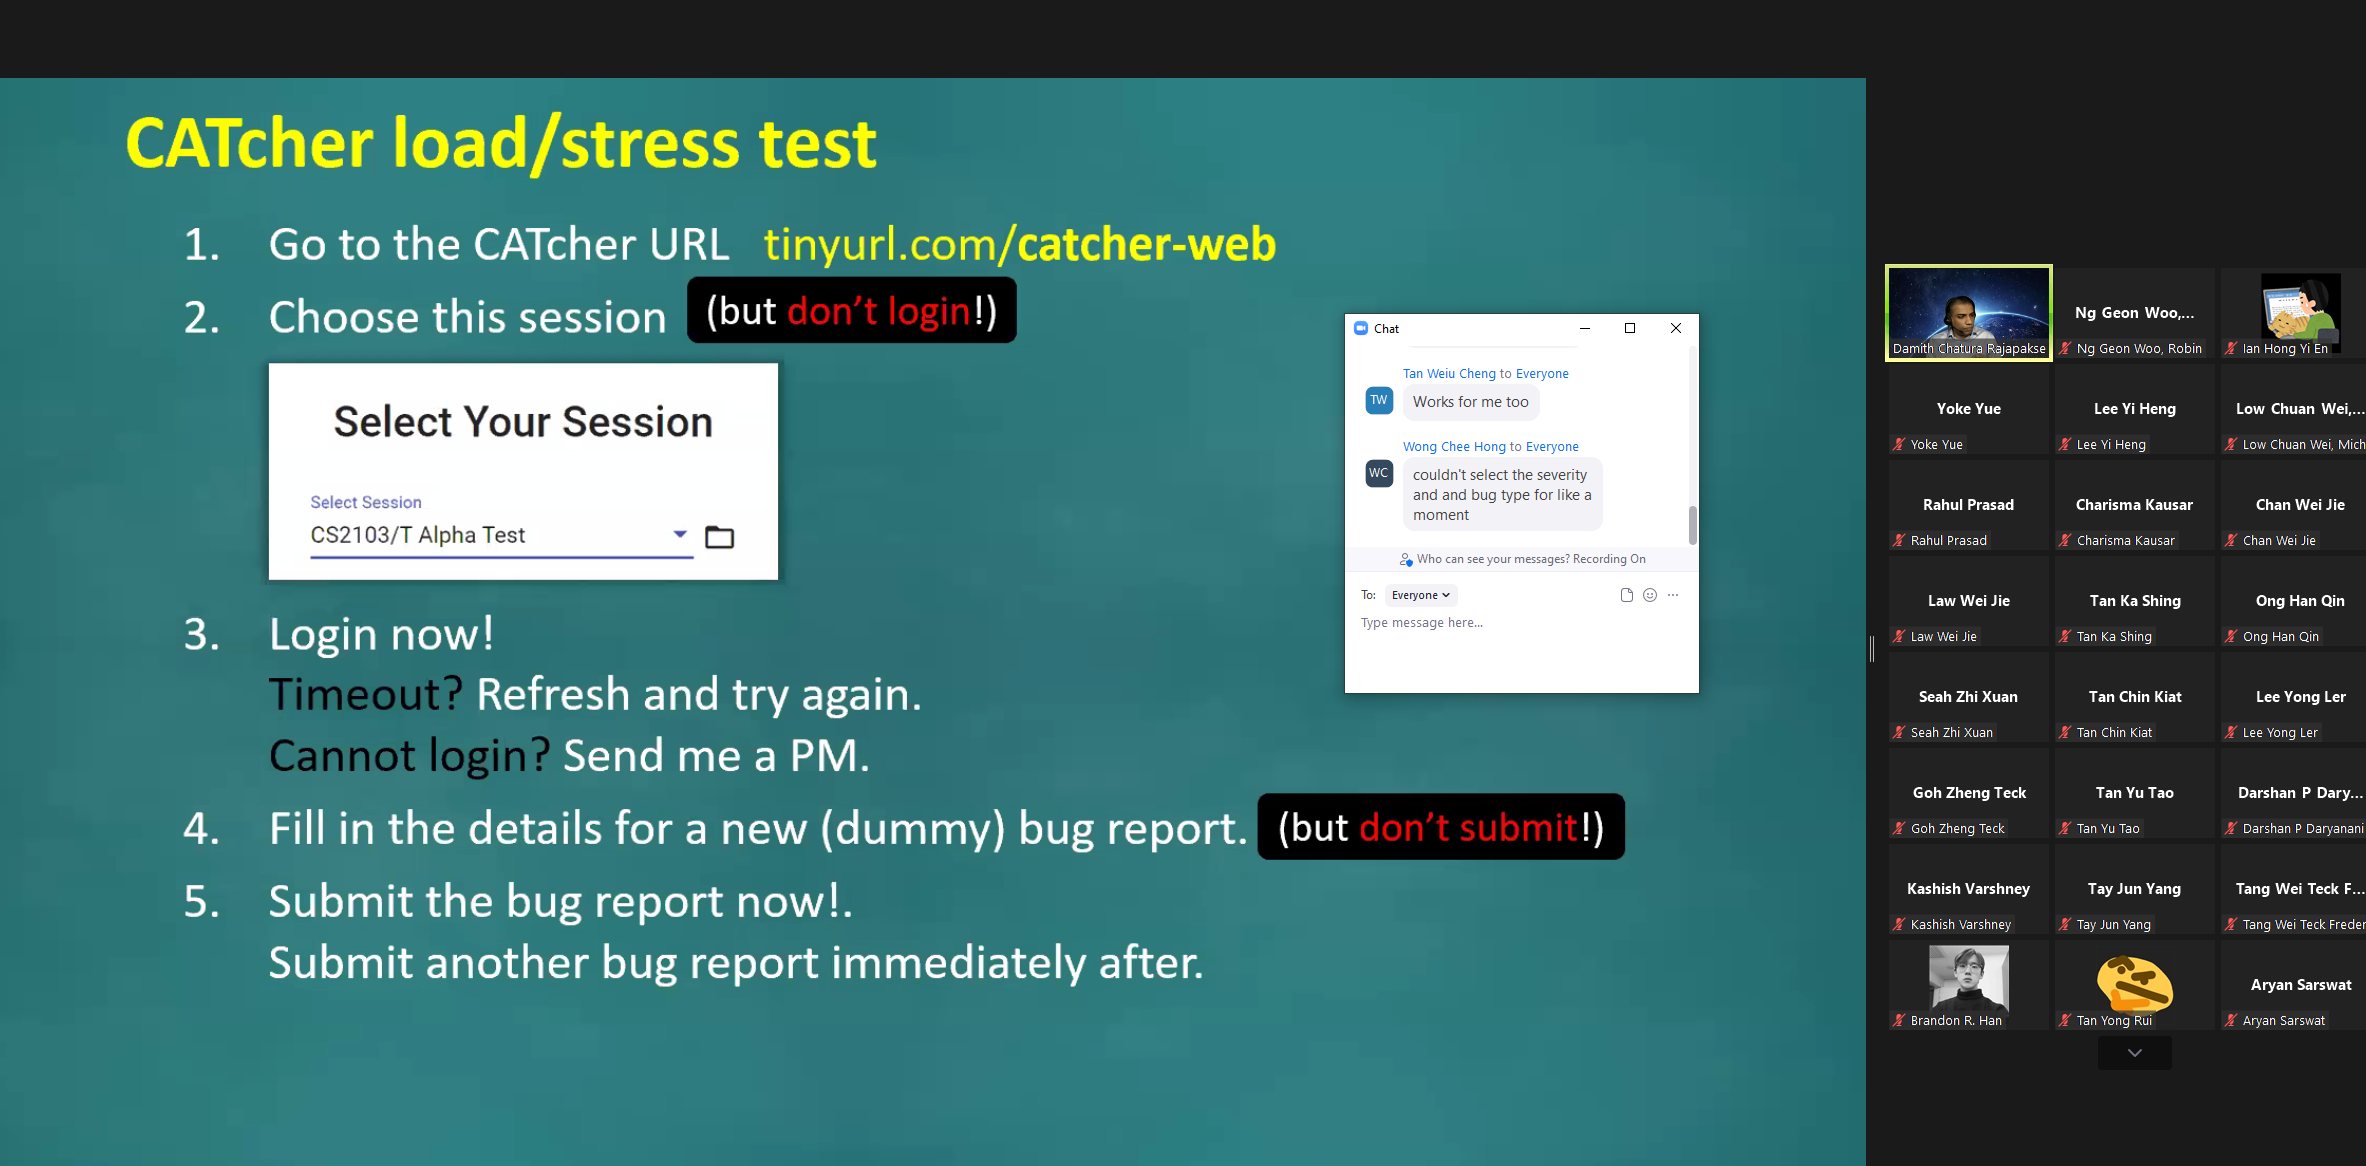 CATcher load/stress test
1. Go to the CATcher URL tinyurl.com/catcher-web
2. Choose this session (but don't login!)
Select Your Session
Select Session
CS2103/T Alpha Test
3. Login now!
Timeout? Refresh and try again.
Cannot login? Send me a PM.
4. Fill in the details for a new (dummy) bug report. (but don't submit!)
5. Submit the bug report now!.
Submit another bug report immediately after.
Chat
Tan Weiu Cheng to Everyone
TW
Works for me too
Wong Chee Hong to Everyone
WC
couldn't select the severity
and and bug type for like a
moment
Who can see your messages? Recording On
To: Everyone
Type message here...
Damith Chatura Rajapakse
Ng Geon Woo,...
Ng Geon Woo, Robin
Ian Hong Yi En
Yoke Yue
Yoke Yue
Lee Yi Heng
Lee Yi Heng
Low Chuan Wei,...
Low Chuan Wei, Mich
Rahul Prasad
Rahul Prasad
Charisma Kausar
Charisma Kausar
Chan Wei Jie
Chan Wei Jie
Law Wei Jie
Law Wei Jie
Tan Ka Shing
Tan Ka Shing
Ong Han Qin
Ong Han Qin
Seah Zhi Xuan
Seah Zhi Xuan
Tan Chin Kiat
Tan Chin Kiat
Lee Yong Ler
Lee Yong Ler
Goh Zheng Teck
Goh Zheng Teck
Tan Yu Tao
Tan Yu Tao
Darshan P Dary...
Darshan P Daryanani
Kashish Varshney
Kashish Varshney
Tay Jun Yang
Tay Jun Yang
Tang Wei Teck F...
Tang Wei Teck Freder
Brandon R. Han
Tan Yong Rui
Aryan Sarswat
Aryan Sarswat